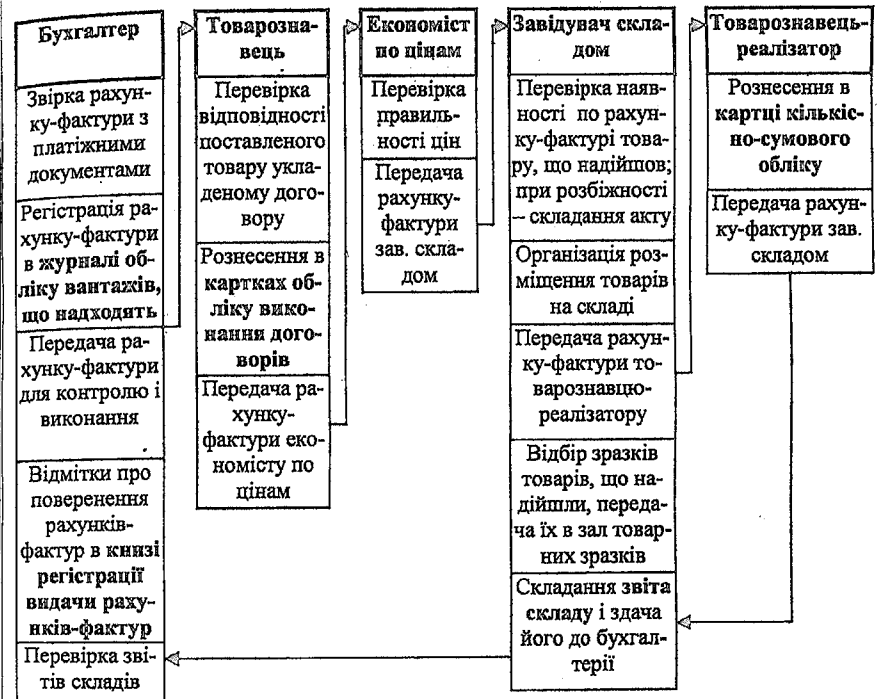 Бухгалтер
Звірка рахун-
ку-фактури з
платіжними
документами
Регістрація ра-
хунку-фактури
в журналі об-
ліку вантажів,
що надходять
Передача ра-
хунку-фактури
для контролю і
виконання
Відмітки про
поверенення
рахунків-
фактур в книзі
регістрації
видачи раху-
нків-фактур
Перевірка зві-
тів складів
Товарозна-
вець
Перевірка
відповідності
поставленого
товару укла-
деному дого-
вору
Рознесення в
картках об-
ліку вико-
нання дого-
ворів
Передача ра-
хунку-
фактури еко-
номісту по
цінам
Економіст
по цінам
Перевірка
правиль-
ності цін
Передача
рахунку-
фактури
зав. скла-
дом
Завідувач скла-
дом
Перевірка наяв-
ності по рахун-
ку-фактурі това-
ру, що надійшов;
при розбіжності
– складання акту
Організація роз-
міщення товарів
на складі
Передача рахун-
ку-фактури то-
варознавцю-
реалізатору
Відбір зразків
товарів, що на-
дійшли, переда-
ча їх в зал товар-
них зразків
Складання звіта
складу і здача
його до бухгал-
терії
Товарознавець-
реалізатор
Рознесення в
картці кількіс-
но-сумового
обліку
Передача рахун-
ку-фактури зав.
складом